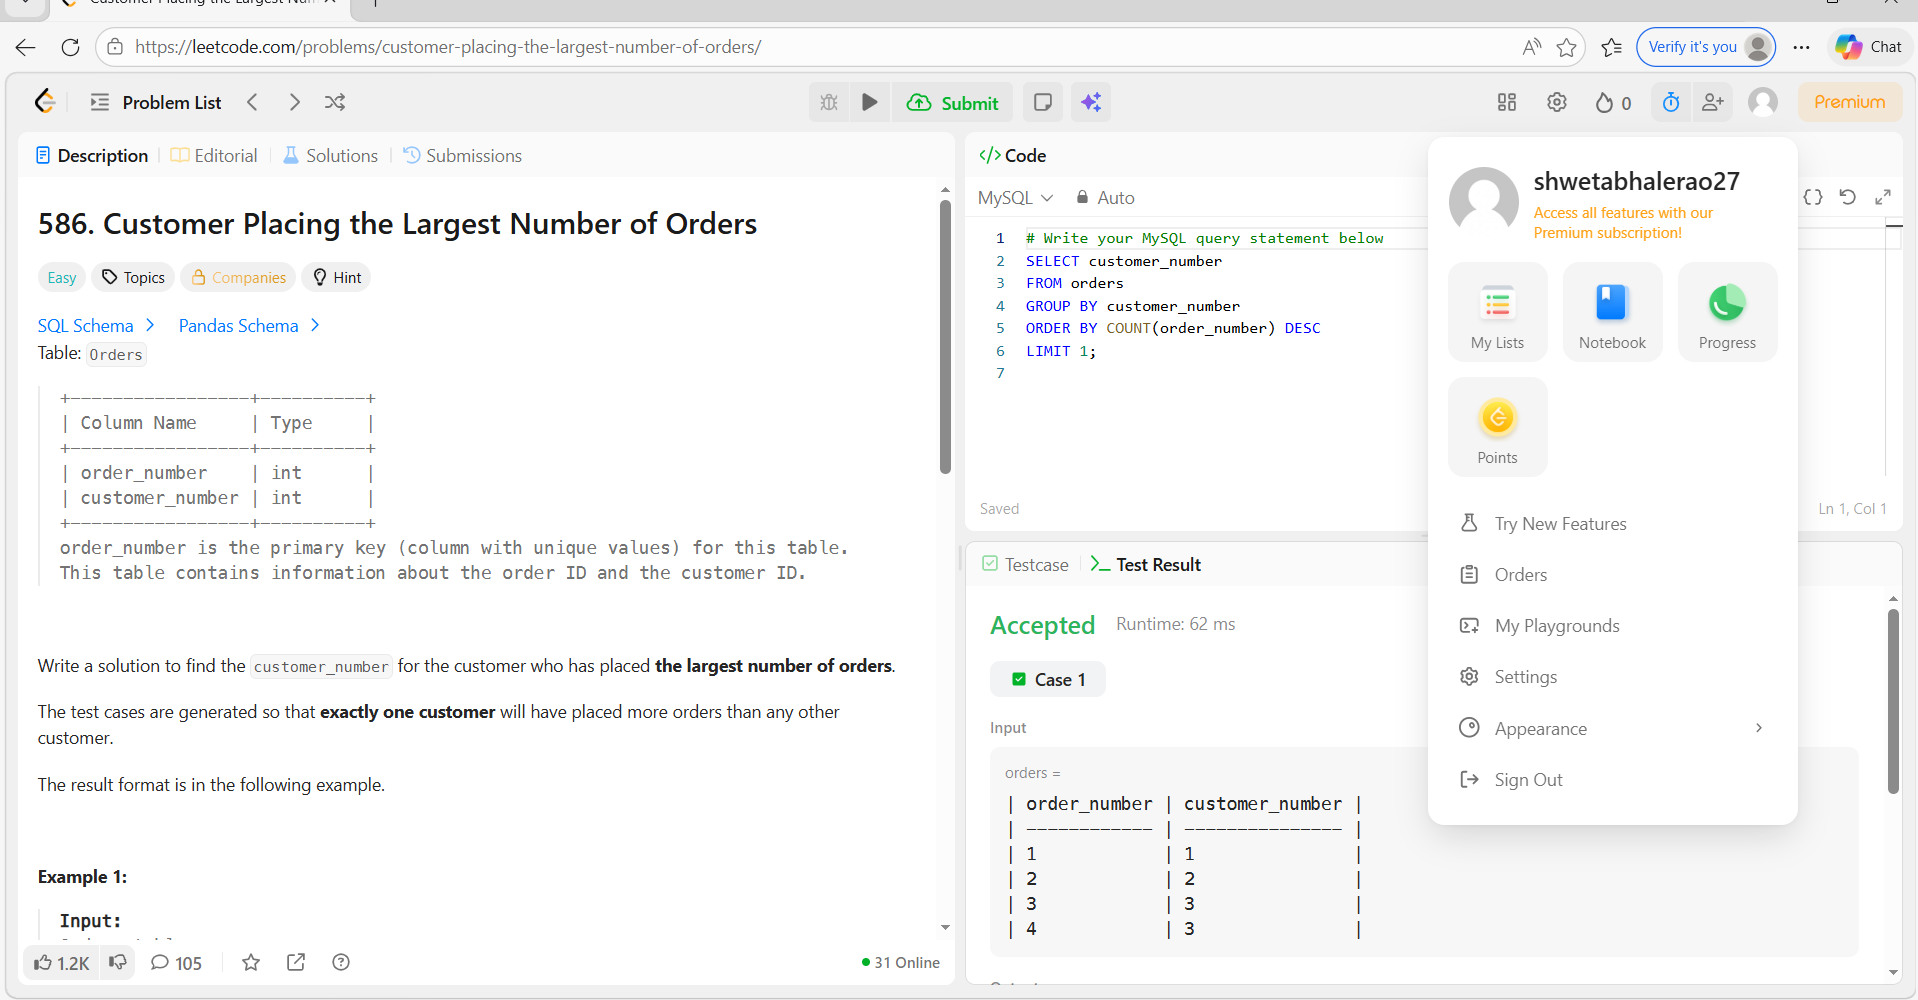 Customer Placing the Largest Num
https://leetcode.com/problems/customer-placing-the-largest-number-of-orders/
Verify it's you
Chat
Problem List
Submit
0
Premium
Description
Editorial
Solutions
Submissions
586. Customer Placing the Largest Number of Orders
Easy
Topics
Companies
Hint
SQL Schema
Pandas Schema
Table: Orders
+-----------------+----------+
| Column Name     | Type     |
+-----------------+----------+
| order_number    | int      |
| customer_number | int      |
+-----------------+----------+
order_number is the primary key (column with unique values) for this table.
This table contains information about the order ID and the customer ID.
Write a solution to find the customer_number for the customer who has placed the largest number of orders.
The test cases are generated so that exactly one customer will have placed more orders than any other
customer.
The result format is in the following example.
Example 1:
Input:
1.2K
105
31 Online
</> Code
MySQL
Auto
1 # Write your MySQL query statement below
2 SELECT customer_number
3 FROM orders
4 GROUP BY customer_number
5 ORDER BY COUNT(order_number) DESC
6 LIMIT 1;
7
Saved
Ln 1, Col 1
Testcase
Test Result
Accepted
Runtime: 62 ms
Case 1
Input
orders =
| order_number | customer_number |
| ------------ | --------------- |
| 1            | 1               |
| 2            | 2               |
| 3            | 3               |
| 4            | 3               |
shwetabhalerao27
Access all features with our
Premium subscription!
My Lists
Notebook
Progress
Points
Try New Features
Orders
My Playgrounds
Settings
Appearance
Sign Out